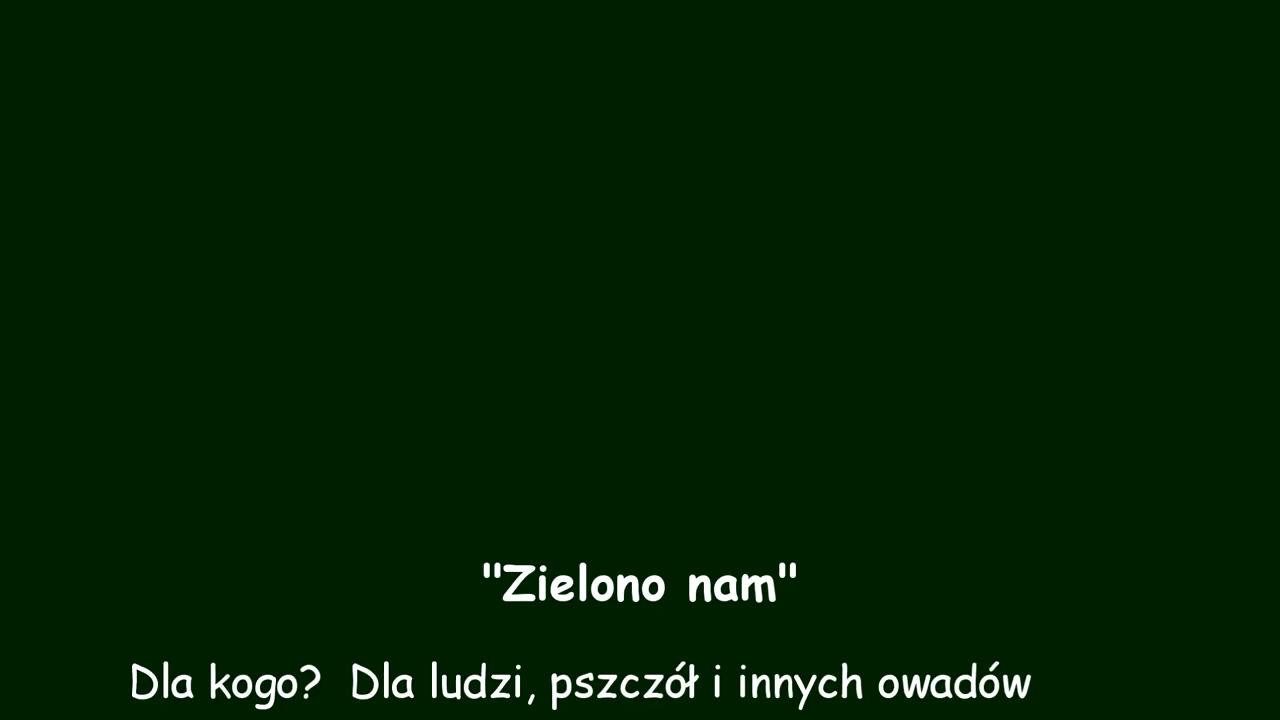 "Zielono nam"
Dla kogo? Dla ludzi, pszczół i innych owadów